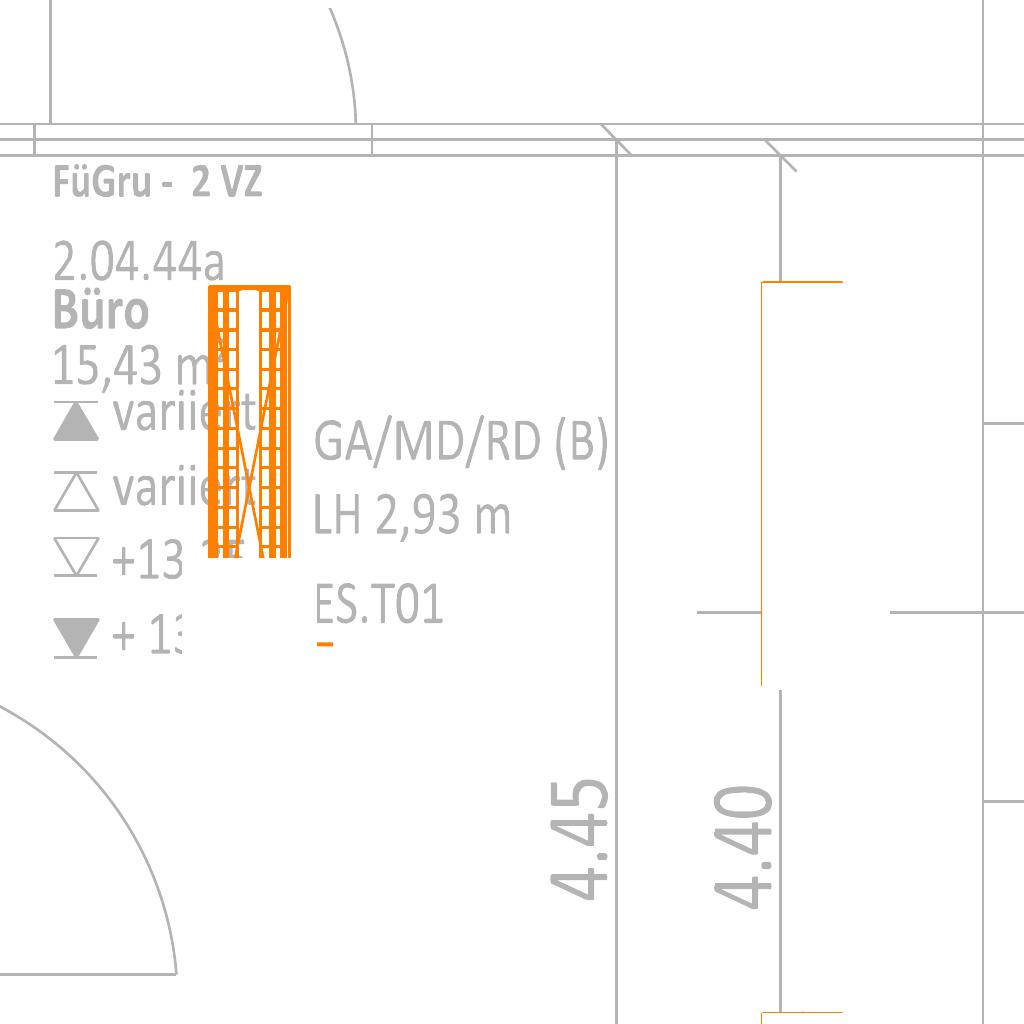 FüGru - 2 VZ
2.04.44a
Büro
15,43 m²
variiert
variiert
+13
+ 13
GA/MD/RD (B)
LH 2,93 m
ES.T01
4.45
4.40